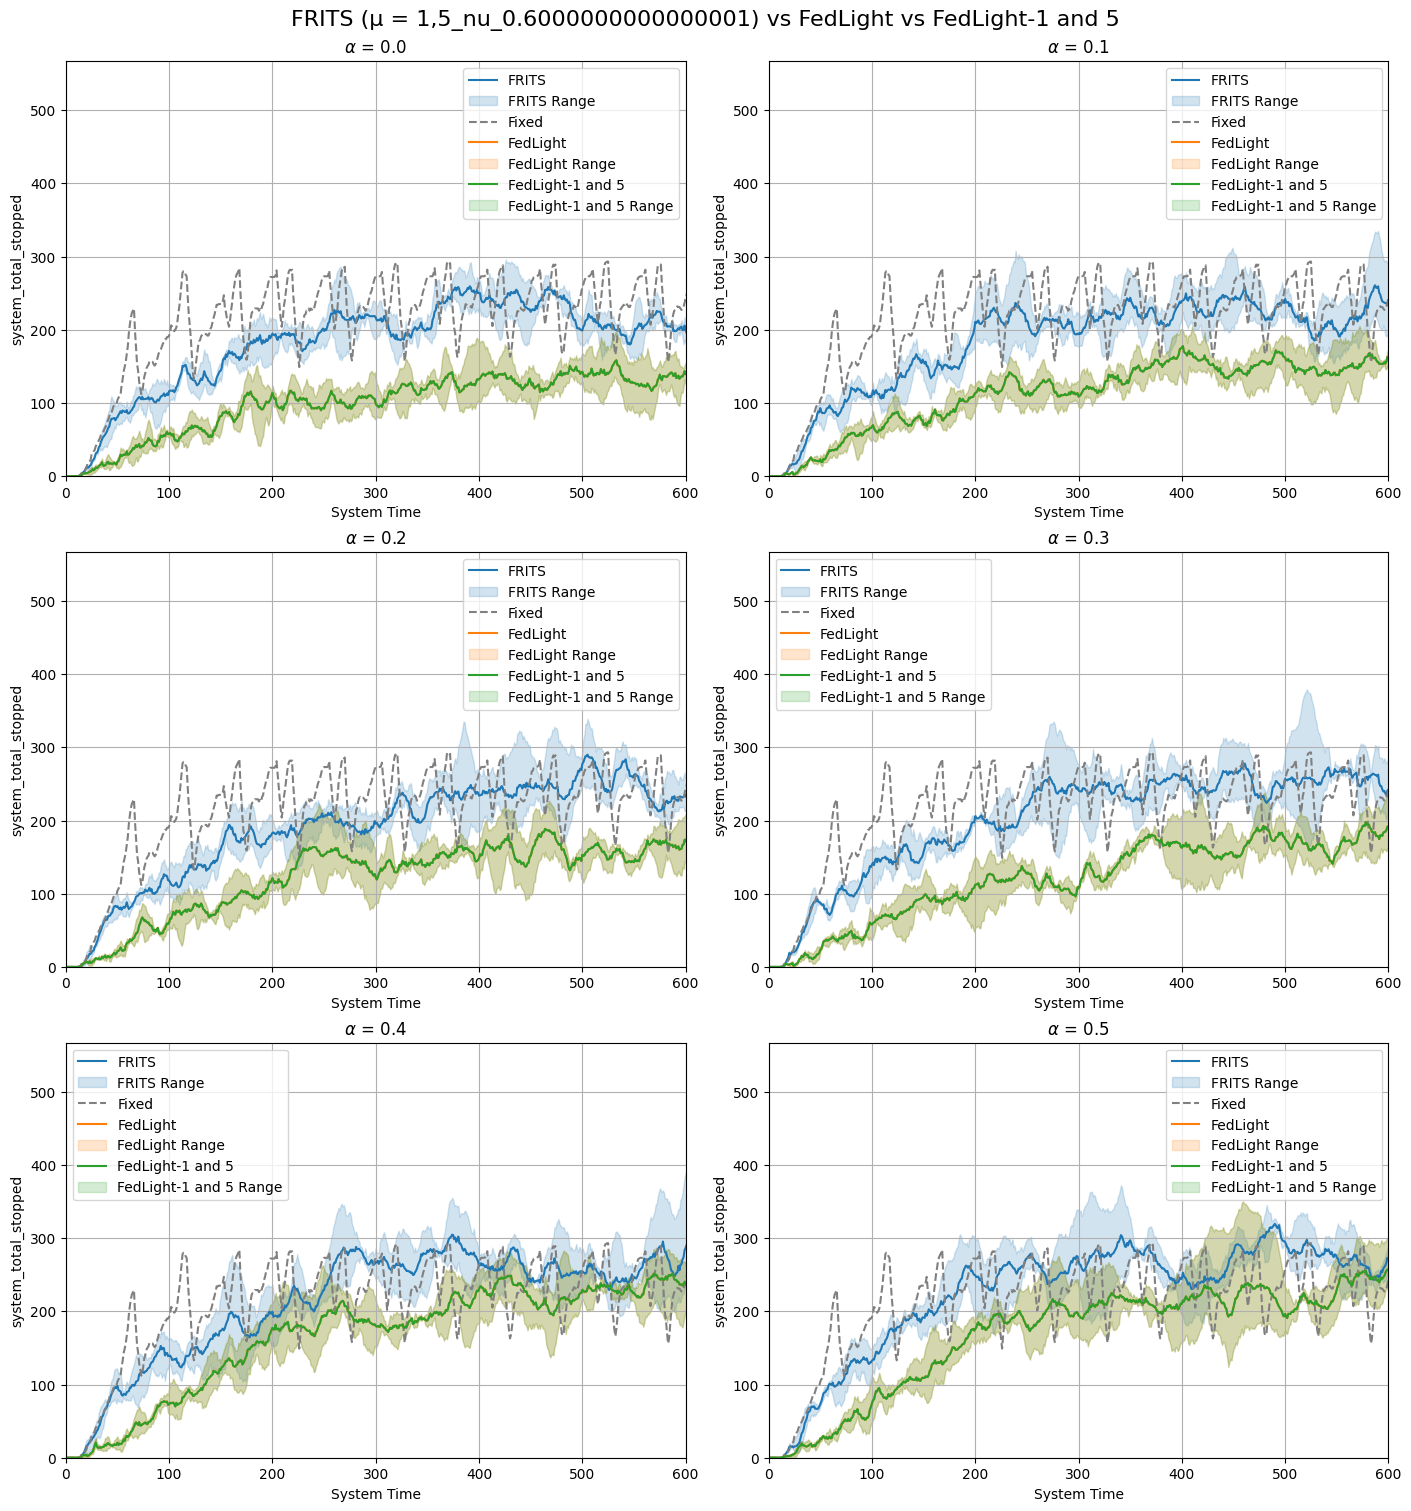 FRITS (μ = 1,5_nu_0.6000000000000001) vs FedLight vs FedLight-1 and 5
α = 0.0
system_total_stopped
500
400
300
200
100
0
FRITS
FRITS Range
Fixed
FedLight
FedLight Range
FedLight-1 and 5
FedLight-1 and 5 Range
0 100 200 300 400 500 600
System Time
α = 0.1
system_total_stopped
500
400
300
200
100
0
FRITS
FRITS Range
Fixed
FedLight
FedLight Range
FedLight-1 and 5
FedLight-1 and 5 Range
0 100 200 300 400 500 600
System Time
α = 0.2
system_total_stopped
500
400
300
200
100
0
FRITS
FRITS Range
Fixed
FedLight
FedLight Range
FedLight-1 and 5
FedLight-1 and 5 Range
0 100 200 300 400 500 600
System Time
α = 0.3
system_total_stopped
500
400
300
200
100
0
FRITS
FRITS Range
Fixed
FedLight
FedLight Range
FedLight-1 and 5
FedLight-1 and 5 Range
0 100 200 300 400 500 600
System Time
α = 0.4
system_total_stopped
500
400
300
200
100
0
FRITS
FRITS Range
Fixed
FedLight
FedLight Range
FedLight-1 and 5
FedLight-1 and 5 Range
0 100 200 300 400 500 600
System Time
α = 0.5
system_total_stopped
500
400
300
200
100
0
FRITS
FRITS Range
Fixed
FedLight
FedLight Range
FedLight-1 and 5
FedLight-1 and 5 Range
0 100 200 300 400 500 600
System Time